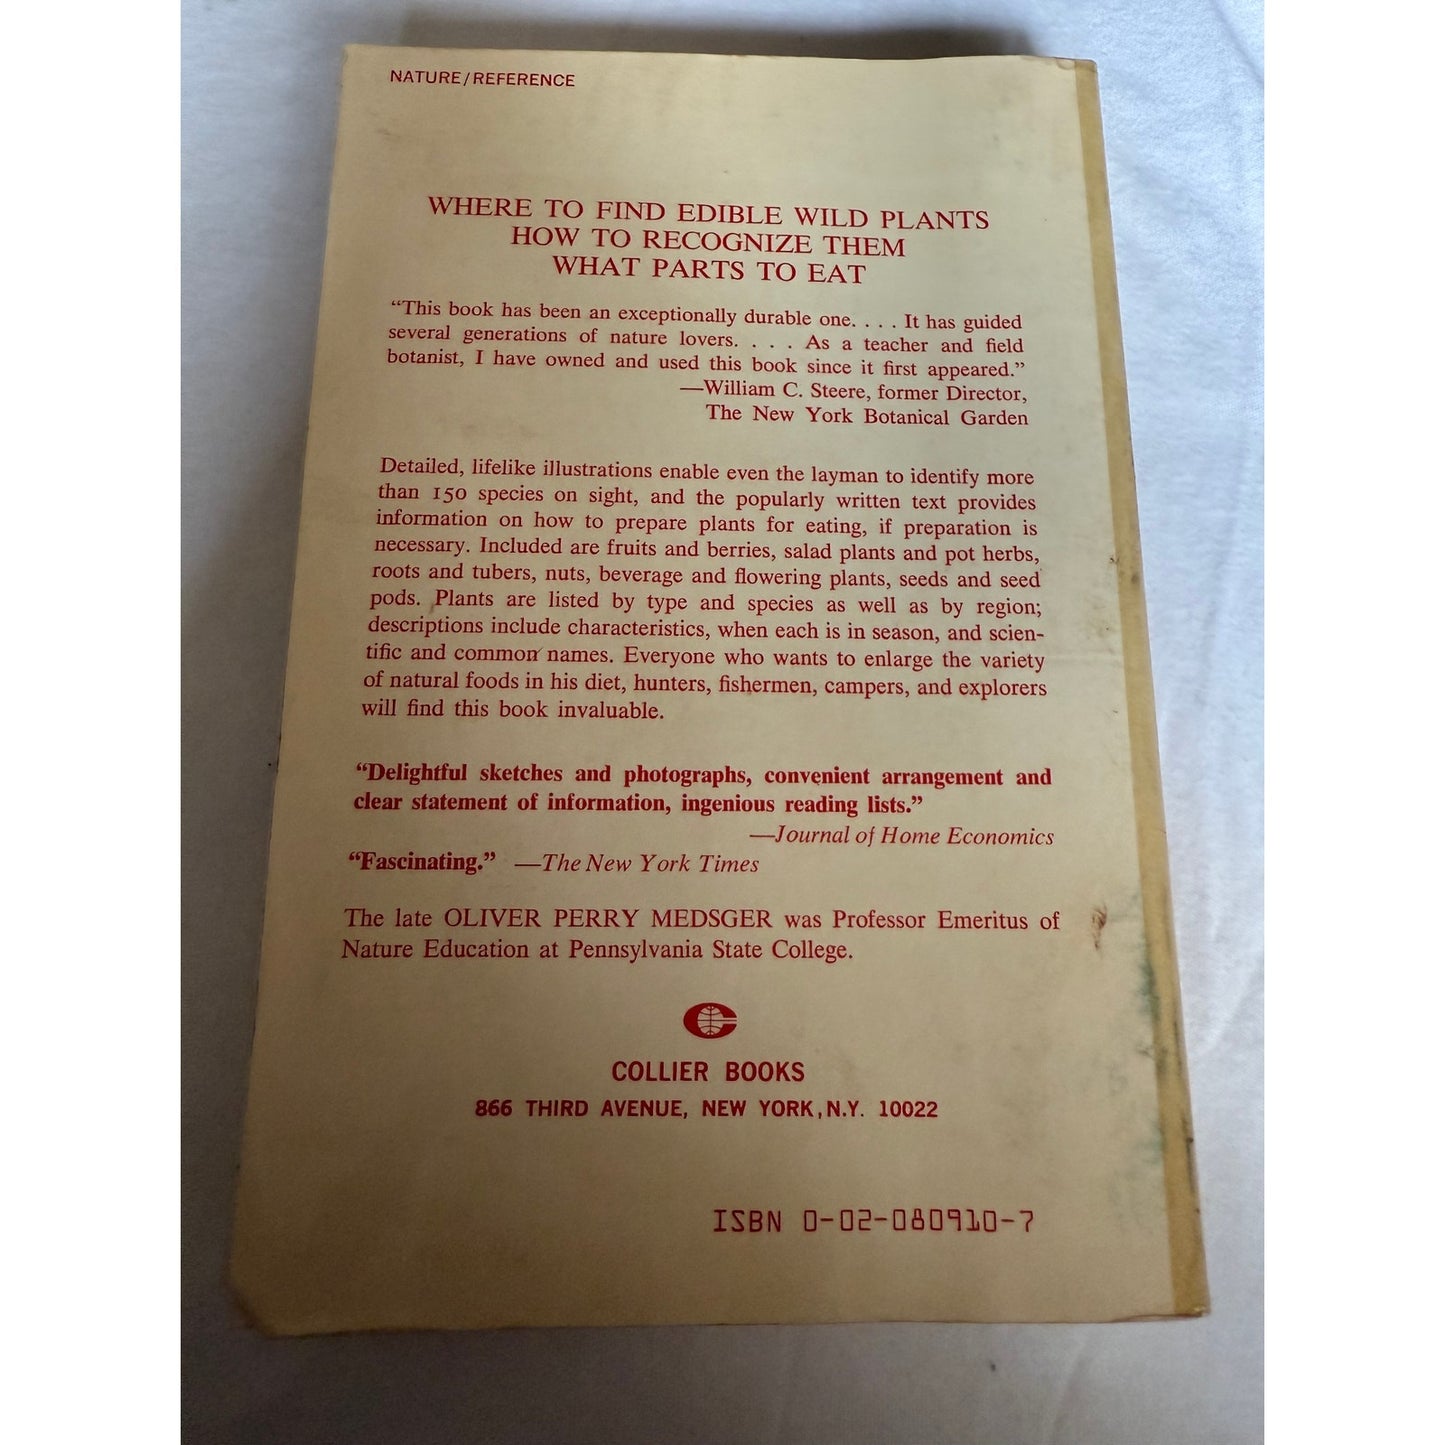 NATURE/REFERENCE
WHERE TO FIND EDIBLE WILD PLANTS
HOW TO RECOGNIZE THEM
WHAT PARTS TO EAT
“This book has been an exceptionally durable one. . . . It has guided
several generations of nature lovers. . . . As a teacher and field
botanist, I have owned and used this book since it first appeared.”
—William C. Steere, former Director,
The New York Botanical Garden
Detailed, lifelike illustrations enable even the layman to identify more
than 150 species on sight, and the popularly written text provides
information on how to prepare plants for eating, if preparation is
necessary. Included are fruits and berries, salad plants and pot herbs,
roots and tubers, nuts, beverage and flowering plants, seeds and seed
pods. Plants are listed by type and species as well as by region;
descriptions include characteristics, when each is in season, and scien-
tific and common names. Everyone who wants to enlarge the variety
of natural foods in his diet, hunters, fishermen, campers, and explorers
will find this book invaluable.
“Delightful sketches and photographs, convenient arrangement and
clear statement of information, ingenious reading lists.”
—Journal of Home Economics
“Fascinating.” —The New York Times
The late OLIVER PERRY MEDSGER was Professor Emeritus of
Nature Education at Pennsylvania State College.
COLLIER BOOKS
866 THIRD AVENUE, NEW YORK, N.Y. 10022
ISBN 0-02-080910-7